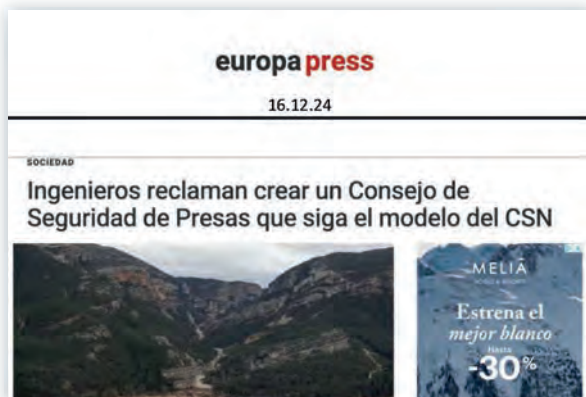 europa press
16.12.24
SOCIEDAD
Ingenieros reclaman crear un Consejo de
Seguridad de Presas que siga el modelo del CSN
MELIÃ
Estrena el
mejor blanco
Hasta
-30%